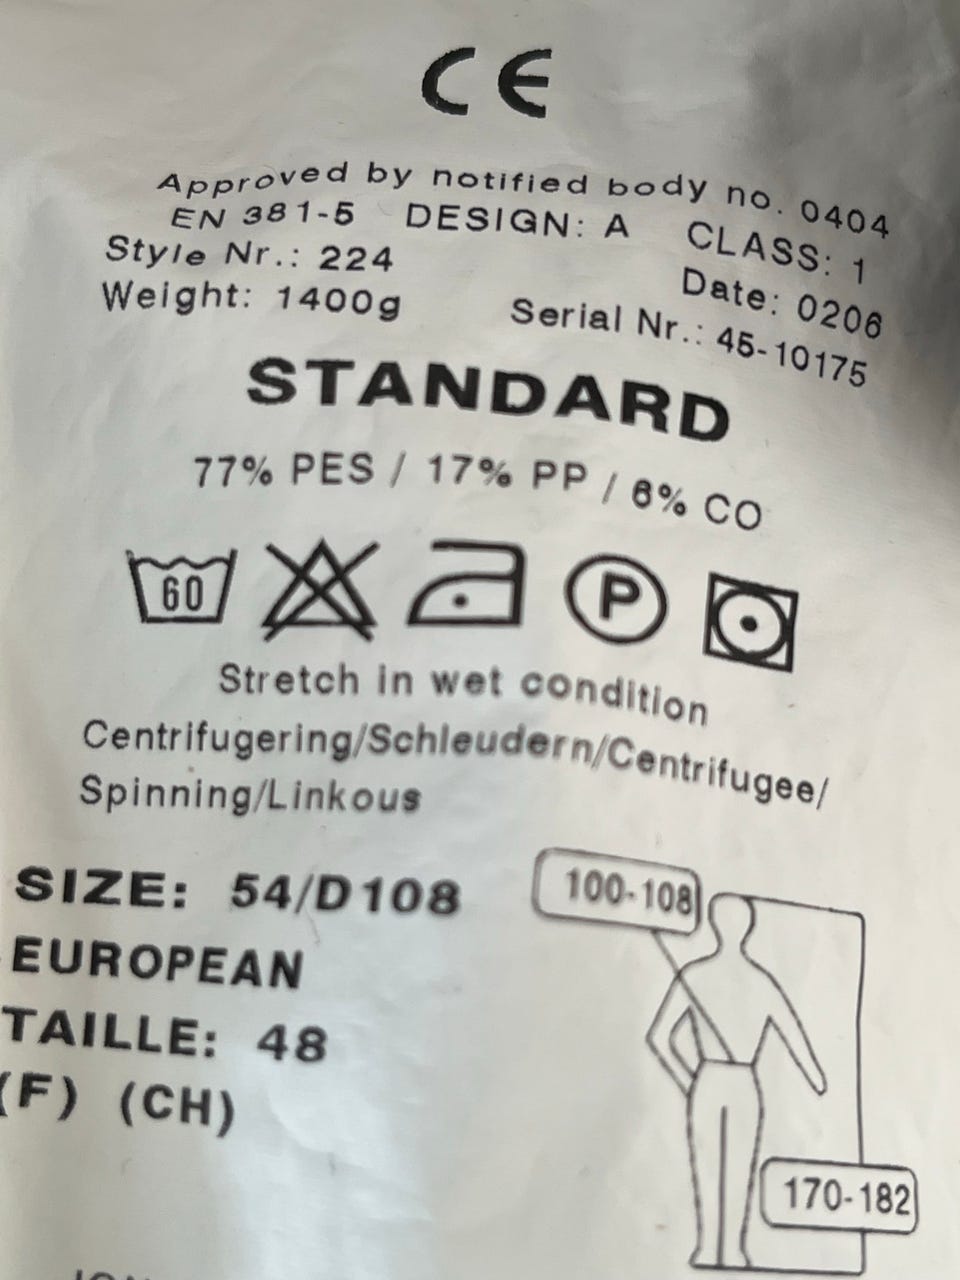 CE
Approved by notified body no. 0404
EN 381-5 DESIGN: A CLASS: 1
Style Nr.: 224 Date: 0206
Weight: 1400g Serial Nr.: 45-10175
STANDARD
77% PES / 17% PP / 6% CO
60 P
Stretch in wet condition
Centrifugering/Schleudern/Centrifugee/
Spinning/Linkous
SIZE: 54/D108
100-108
EUROPEAN
TAILLE: 48
(F) (CH)
170-182